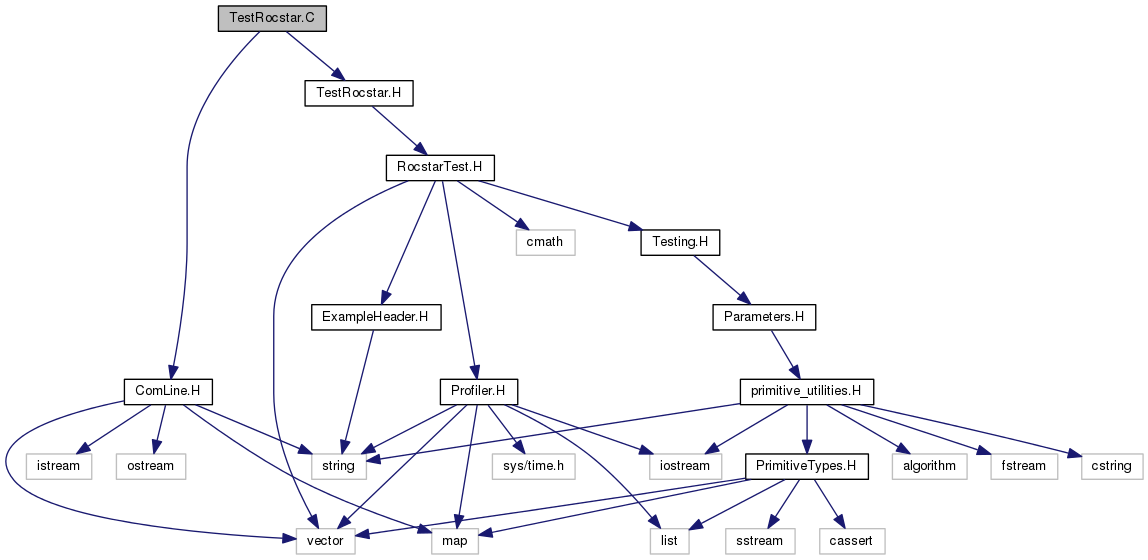 TestRocstar.C
TestRocstar.H
RocstarTest.H
cmath
Testing.H
ExampleHeader.H
Parameters.H
ComLine.H
Profiler.H
primitive_utilities.H
istream
ostream
string
sys/time.h
iostream
PrimitiveTypes.H
algorithm
fstream
cstring
vector
map
list
sstream
cassert